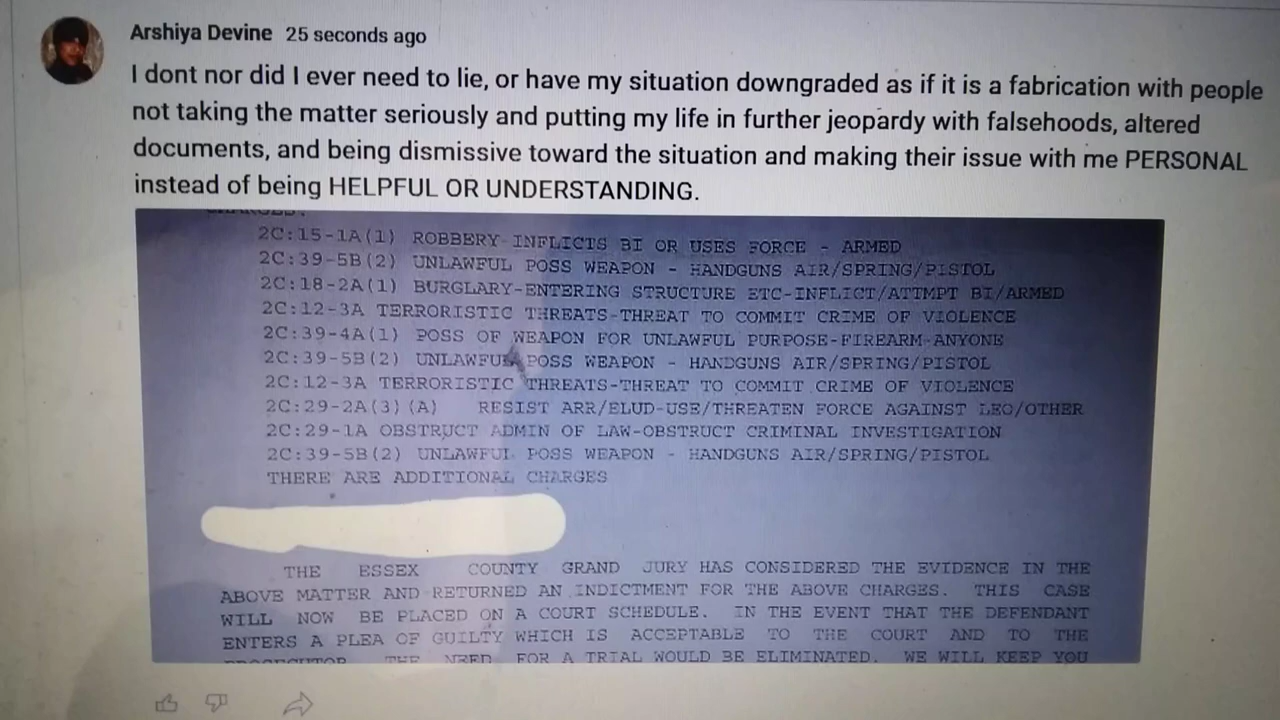 Arshiya Devine 25 seconds ago
I dont nor did I ever need to lie, or have my situation downgraded as if it is a fabrication with people
not taking the matter seriously and putting my life in further jeopardy with falsehoods, altered
documents, and being dismissive toward the situation and making their issue with me PERSONAL
instead of being HELPFUL OR UNDERSTANDING.
2C:15-1A(1) ROBBERY-INFLICTS BI OR USES FORCE - ARMED
2C:39-5B(2) UNLAWFUL POSS WEAPON - HANDGUNS AIR/SPRING/PISTOL
2C:18-2A(1) BURGLARY-ENTERING STRUCTURE ETC-INFLICT/ATTMPT BI/ARMED
2C:12-3A TERRORISTIC THREATS-THREAT TO COMMIT CRIME OF VIOLENCE
2C:39-4A(1) POSS OF WEAPON FOR UNLAWFUL PURPOSE-FIREARM-ANYONE
2C:39-5B(2) UNLAWFUL POSS WEAPON - HANDGUNS AIR/SPRING/PISTOL
2C:12-3A TERRORISTIC THREATS-THREAT TO COMMIT CRIME OF VIOLENCE
2C:29-2A(3)(A) RESIST ARR/ELUD-USE/THREATEN FORCE AGAINST LEO/OTHER
2C:29-1A OBSTRUCT ADMIN OF LAW-OBSTRUCT CRIMINAL INVESTIGATION
2C:39-5B(2) UNLAWFUL POSS WEAPON - HANDGUNS AIR/SPRING/PISTOL
THERE ARE ADDITIONAL CHARGES
THE ESSEX COUNTY GRAND JURY HAS CONSIDERED THE EVIDENCE IN THE
ABOVE MATTER AND RETURNED AN INDICTMENT FOR THE ABOVE CHARGES. THIS CASE
WILL NOW BE PLACED ON A COURT SCHEDULE. IN THE EVENT THAT THE DEFENDANT
ENTERS A PLEA OF GUILTY WHICH IS ACCEPTABLE TO THE COURT AND TO THE
PROSECUTOR THE NEED FOR A TRIAL WOULD BE ELIMINATED. WE WILL KEEP YOU